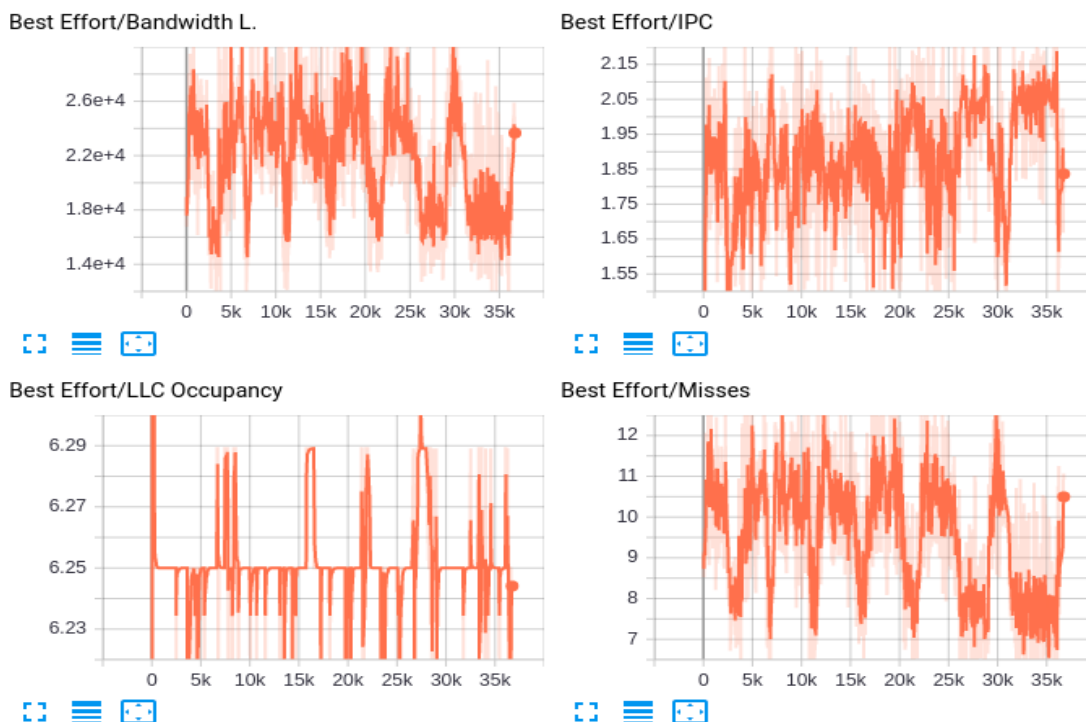 Best Effort/Bandwidth L.
2.6e+4
2.2e+4
1.8e+4
1.4e+4
0 5k 10k 15k 20k 25k 30k 35k
Best Effort/IPC
2.15
2.05
1.95
1.85
1.75
1.65
1.55
0 5k 10k 15k 20k 25k 30k 35k
Best Effort/LLC Occupancy
6.29
6.27
6.25
6.23
0 5k 10k 15k 20k 25k 30k 35k
Best Effort/Misses
12
11
10
9
8
7
0 5k 10k 15k 20k 25k 30k 35k